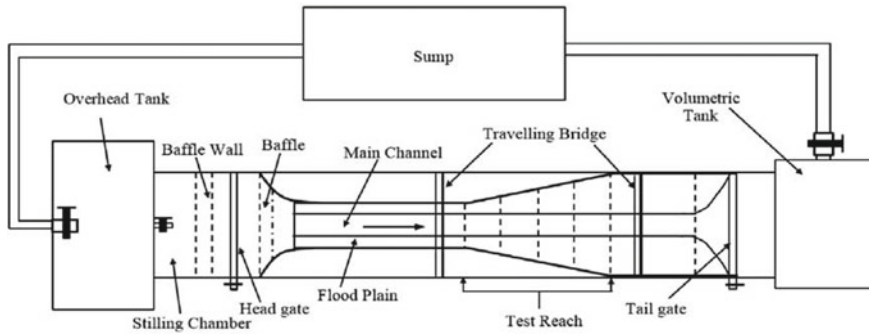 Sump
Overhead Tank
Volumetric
Tank
Baffle Wall
Baffle
Main Channel
Travelling Bridge
Stilling Chamber
Head gate
Flood Plain
Test Reach
Tail gate